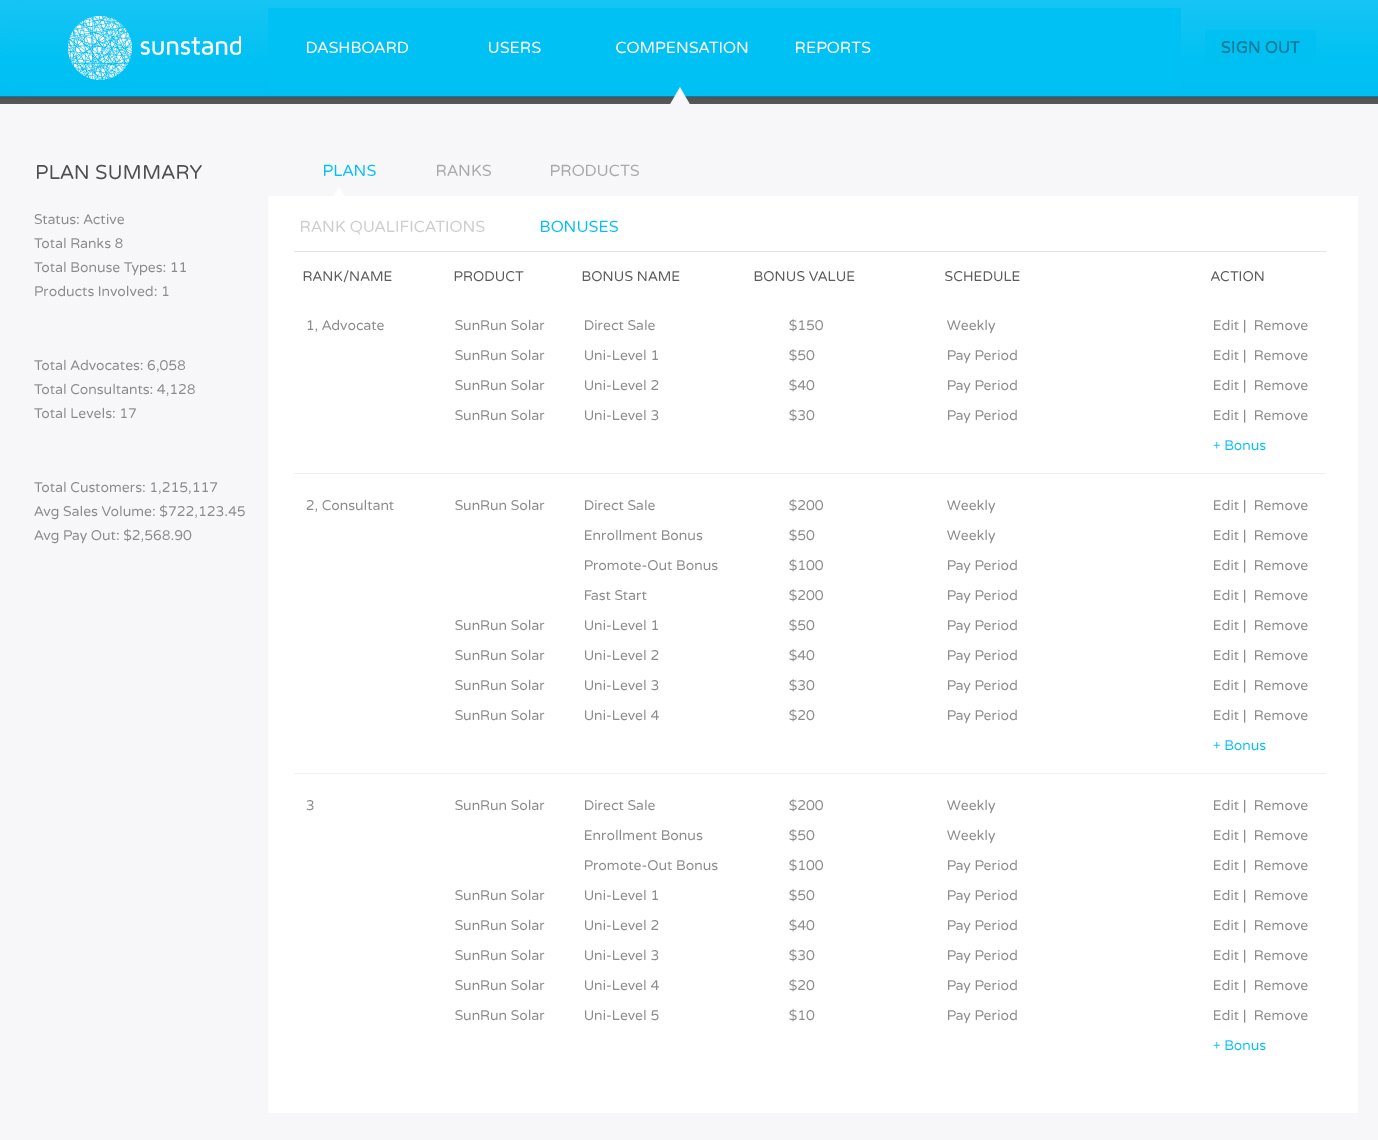 sunstand
DASHBOARD USERS COMPENSATION REPORTS SIGN OUT
PLAN SUMMARY
Status: Active
Total Ranks 8
Total Bonuse Types: 11
Products Involved: 1
Total Advocates: 6,058
Total Consultants: 4,128
Total Levels: 17
Total Customers: 1,215,117
Avg Sales Volume: $722,123.45
Avg Pay Out: $2,568.90
PLANS RANKS PRODUCTS
RANK QUALIFICATIONS BONUSES
RANK/NAME PRODUCT BONUS NAME BONUS VALUE SCHEDULE ACTION
1, Advocate SunRun Solar Direct Sale $150 Weekly Edit | Remove
SunRun Solar Uni-Level 1 $50 Pay Period Edit | Remove
SunRun Solar Uni-Level 2 $40 Pay Period Edit | Remove
SunRun Solar Uni-Level 3 $30 Pay Period Edit | Remove
+ Bonus
2, Consultant SunRun Solar Direct Sale $200 Weekly Edit | Remove
Enrollment Bonus $50 Weekly Edit | Remove
Promote-Out Bonus $100 Pay Period Edit | Remove
Fast Start $200 Pay Period Edit | Remove
SunRun Solar Uni-Level 1 $50 Pay Period Edit | Remove
SunRun Solar Uni-Level 2 $40 Pay Period Edit | Remove
SunRun Solar Uni-Level 3 $30 Pay Period Edit | Remove
SunRun Solar Uni-Level 4 $20 Pay Period Edit | Remove
+ Bonus
3 SunRun Solar Direct Sale $200 Weekly Edit | Remove
Enrollment Bonus $50 Weekly Edit | Remove
Promote-Out Bonus $100 Pay Period Edit | Remove
SunRun Solar Uni-Level 1 $50 Pay Period Edit | Remove
SunRun Solar Uni-Level 2 $40 Pay Period Edit | Remove
SunRun Solar Uni-Level 3 $30 Pay Period Edit | Remove
SunRun Solar Uni-Level 4 $20 Pay Period Edit | Remove
SunRun Solar Uni-Level 5 $10 Pay Period Edit | Remove
+ Bonus